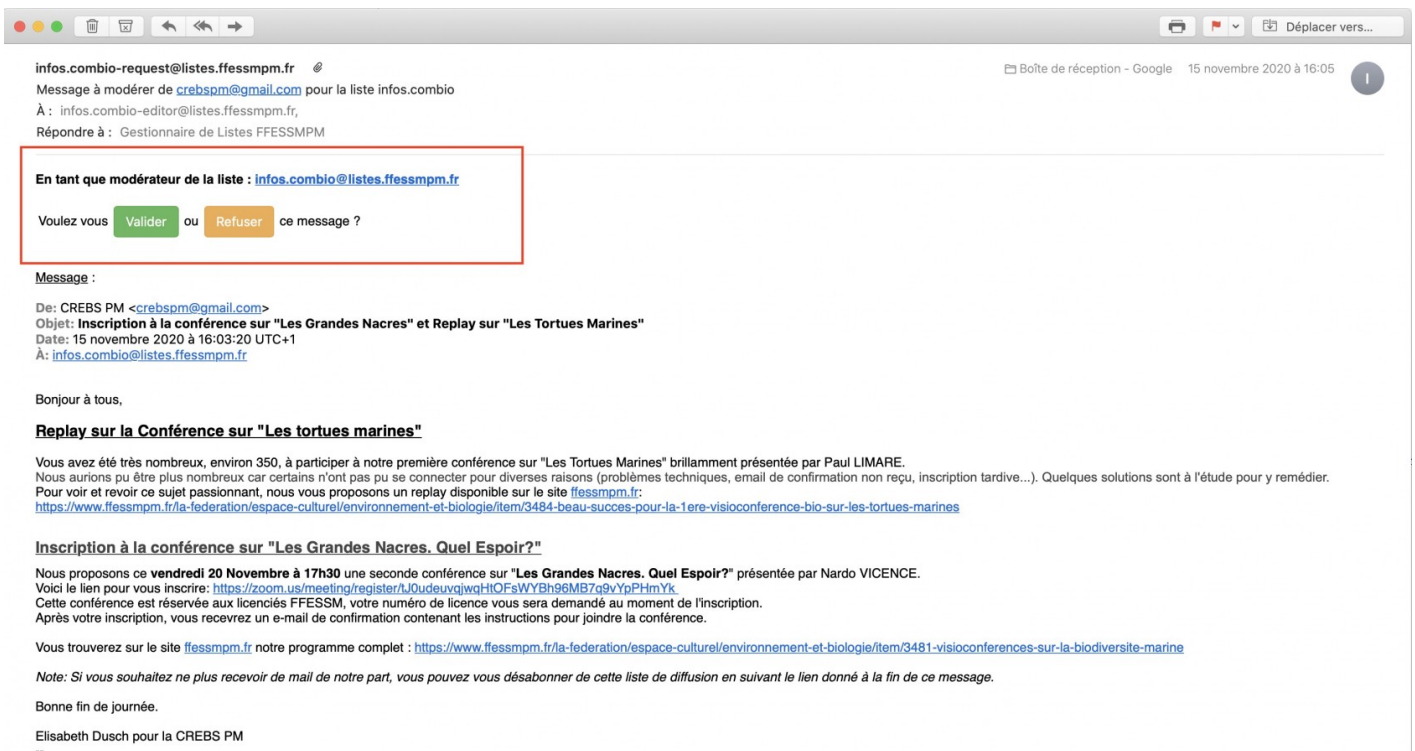 Déplacer vers...
infos.combio-request@listes.ffessmpm.fr
Boîte de réception - Google 15 novembre 2020 à 16:05
I
Message à modérer de crebspm@gmail.com pour la liste infos.combio
À : infos.combio-editor@listes.ffessmpm.fr,
Répondre à : Gestionnaire de Listes FFESSMPM
En tant que modérateur de la liste : infos.combio@listes.ffessmpm.fr
Voulez vous Valider ou Refuser ce message ?
Message :
De: CREBS PM <crebspm@gmail.com>
Objet: Inscription à la conférence sur "Les Grandes Nacres" et Replay sur "Les Tortues Marines"
Date: 15 novembre 2020 à 16:03:20 UTC+1
À: infos.combio@listes.ffessmpm.fr
Bonjour à tous,
Replay sur la Conférence sur "Les tortues marines"
Vous avez été très nombreux, environ 350, à participer à notre première conférence sur "Les Tortues Marines" brillamment présentée par Paul LIMARE.
Nous aurions pu être plus nombreux car certains n'ont pas pu se connecter pour diverses raisons (problèmes techniques, email de confirmation non reçu, inscription tardive...). Quelques solutions sont à l'étude pour y remédier.
Pour voir et revoir ce sujet passionnant, nous vous proposons un replay disponible sur le site ffessmpm.fr:
https://www.ffessmpm.fr/la-federation/espace-culturel/environnement-et-biologie/item/3484-beau-succes-pour-la-1ere-visioconference-bio-sur-les-tortues-marines
Inscription à la conférence sur "Les Grandes Nacres. Quel Espoir?"
Nous proposons ce vendredi 20 Novembre à 17h30 une seconde conférence sur "Les Grandes Nacres. Quel Espoir?" présentée par Nardo VICENCE.
Voici le lien pour vous inscrire: https://zoom.us/meeting/register/tJ0udeuvqjwqHtOFsWYBh96MB7q9vYpPHmYk
Cette conférence est réservée aux licenciés FFESSM, votre numéro de licence vous sera demandé au moment de l'inscription.
Après votre inscription, vous recevrez un e-mail de confirmation contenant les instructions pour joindre la conférence.
Vous trouverez sur le site ffessmpm.fr notre programme complet : https://www.ffessmpm.fr/la-federation/espace-culturel/environnement-et-biologie/item/3481-visioconferences-sur-la-biodiversite-marine
Note: Si vous souhaitez ne plus recevoir de mail de notre part, vous pouvez vous désabonner de cette liste de diffusion en suivant le lien donné à la fin de ce message.
Bonne fin de journée.
Elisabeth Dusch pour la CREBS PM